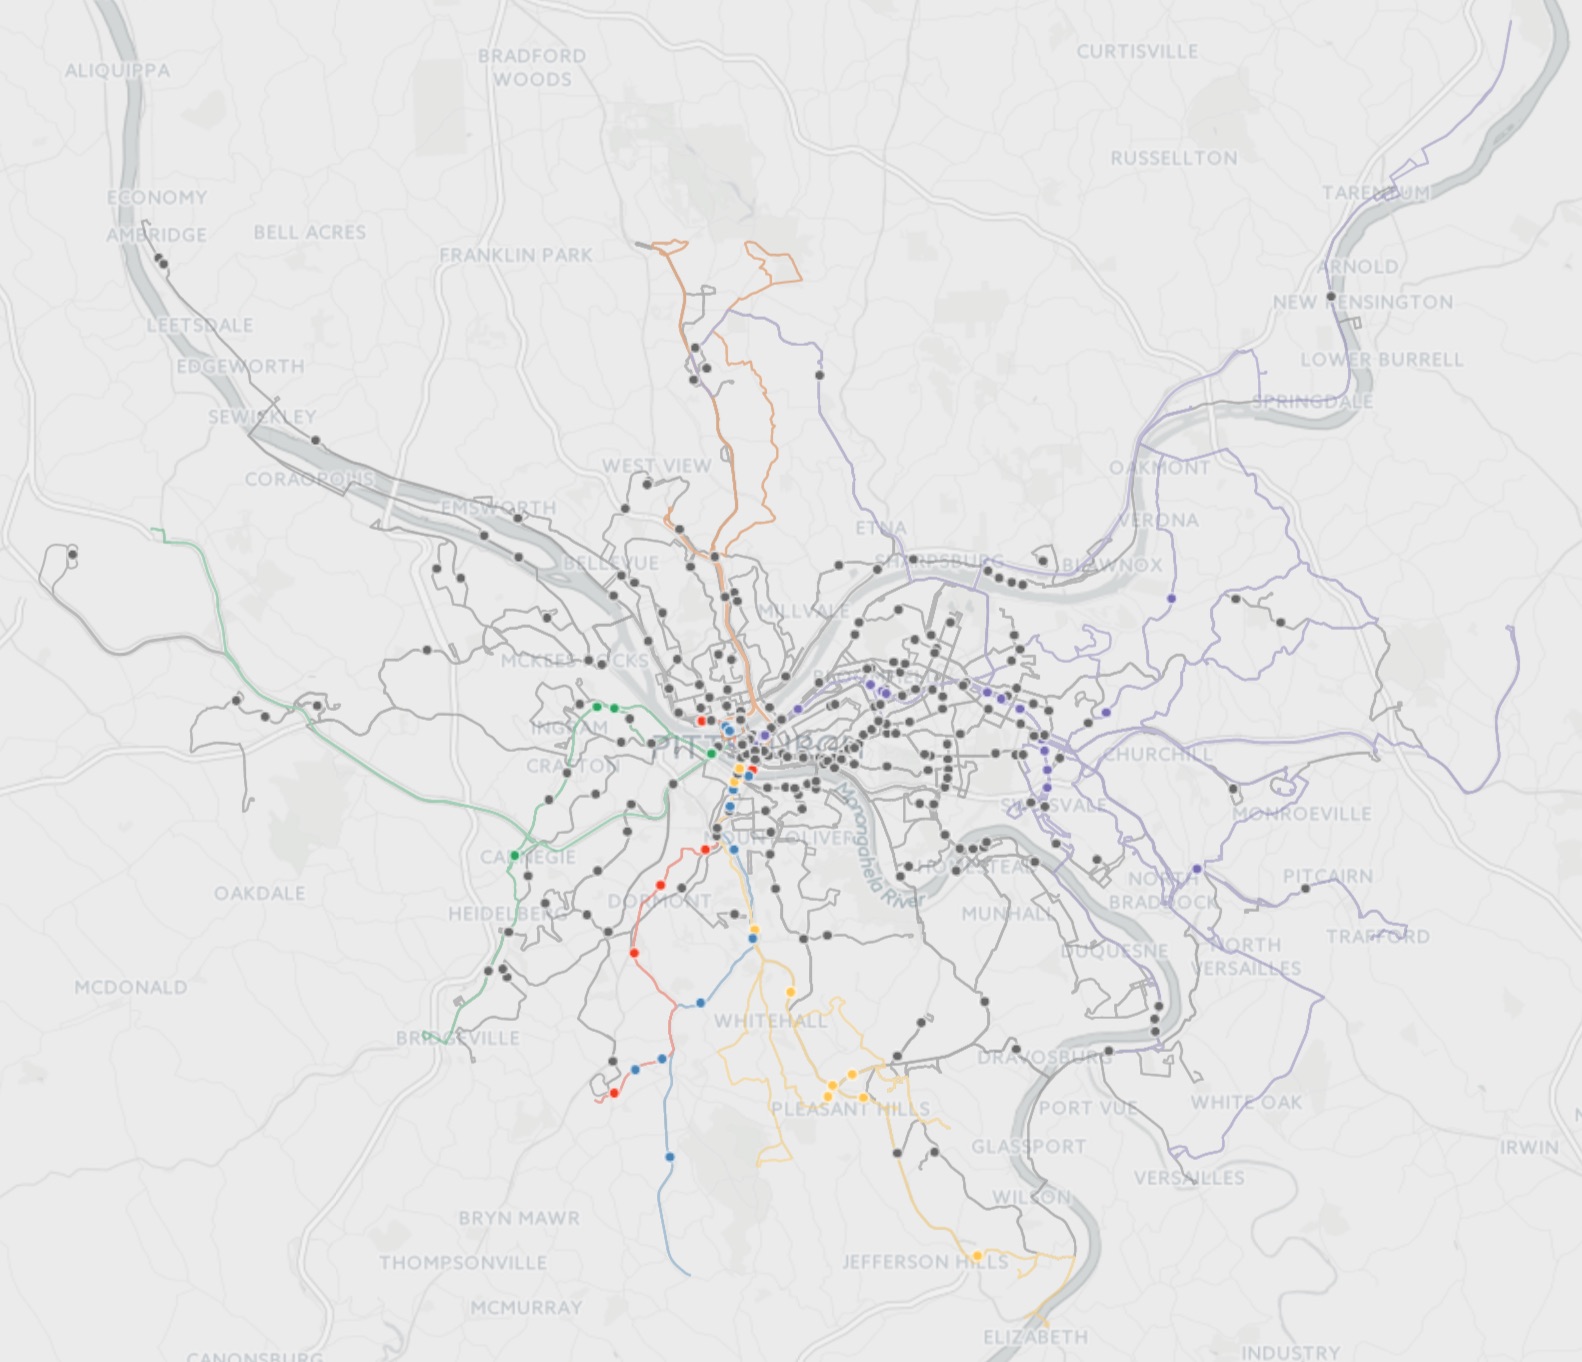 CURTISVILLE
BRADFORD
WOODS
ALIQUIPPA
RUSSELLTON
TARENTUM
ECONOMY
BELL ACRES
AMBRIDGE
FRANKLIN PARK
ARNOLD
NEW KENSINGTON
LEETSDALE
LOWER BURRELL
EDGEWORTH
SPRINGDALE
SEWICKLEY
WEST VIEW
OAKMONT
CORAOPOLIS
EMSWORTH
VERONA
ETNA
BELLEVUE
SHARPSBURG
BLAWNOX
MILLVALE
MCKEES ROCKS
BLOOMFIELD
INGRAM
PITTSBURGH
CHURCHILL
CRAFTON
SWISSVALE
MONROEVILLE
MOUNT OLIVER
Monongahela River
CARNEGIE
HOMESTEAD
PITCAIRN
NORTH
BRADDOCK
OAKDALE
DORMONT
HEIDELBERG
MUNHALL
TRAFFORD
DUQUESNE
NORTH
VERSAILLES
MCDONALD
WHITEHALL
BRIDGEVILLE
DRAVOSBURG
WHITE OAK
PLEASANT HILLS
PORT VUE
GLASSPORT
IRWIN
VERSAILLES
WILSON
BRYN MAWR
THOMPSONVILLE
JEFFERSON HILLS
MCMURRAY
ELIZABETH
INDUSTRY
CANONSBURG